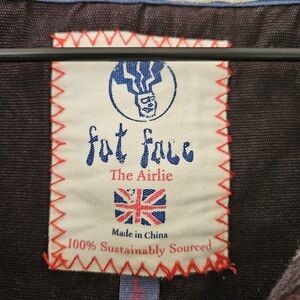 fat face
The Airlie
Made in China
100% Sustainably Sourced
L